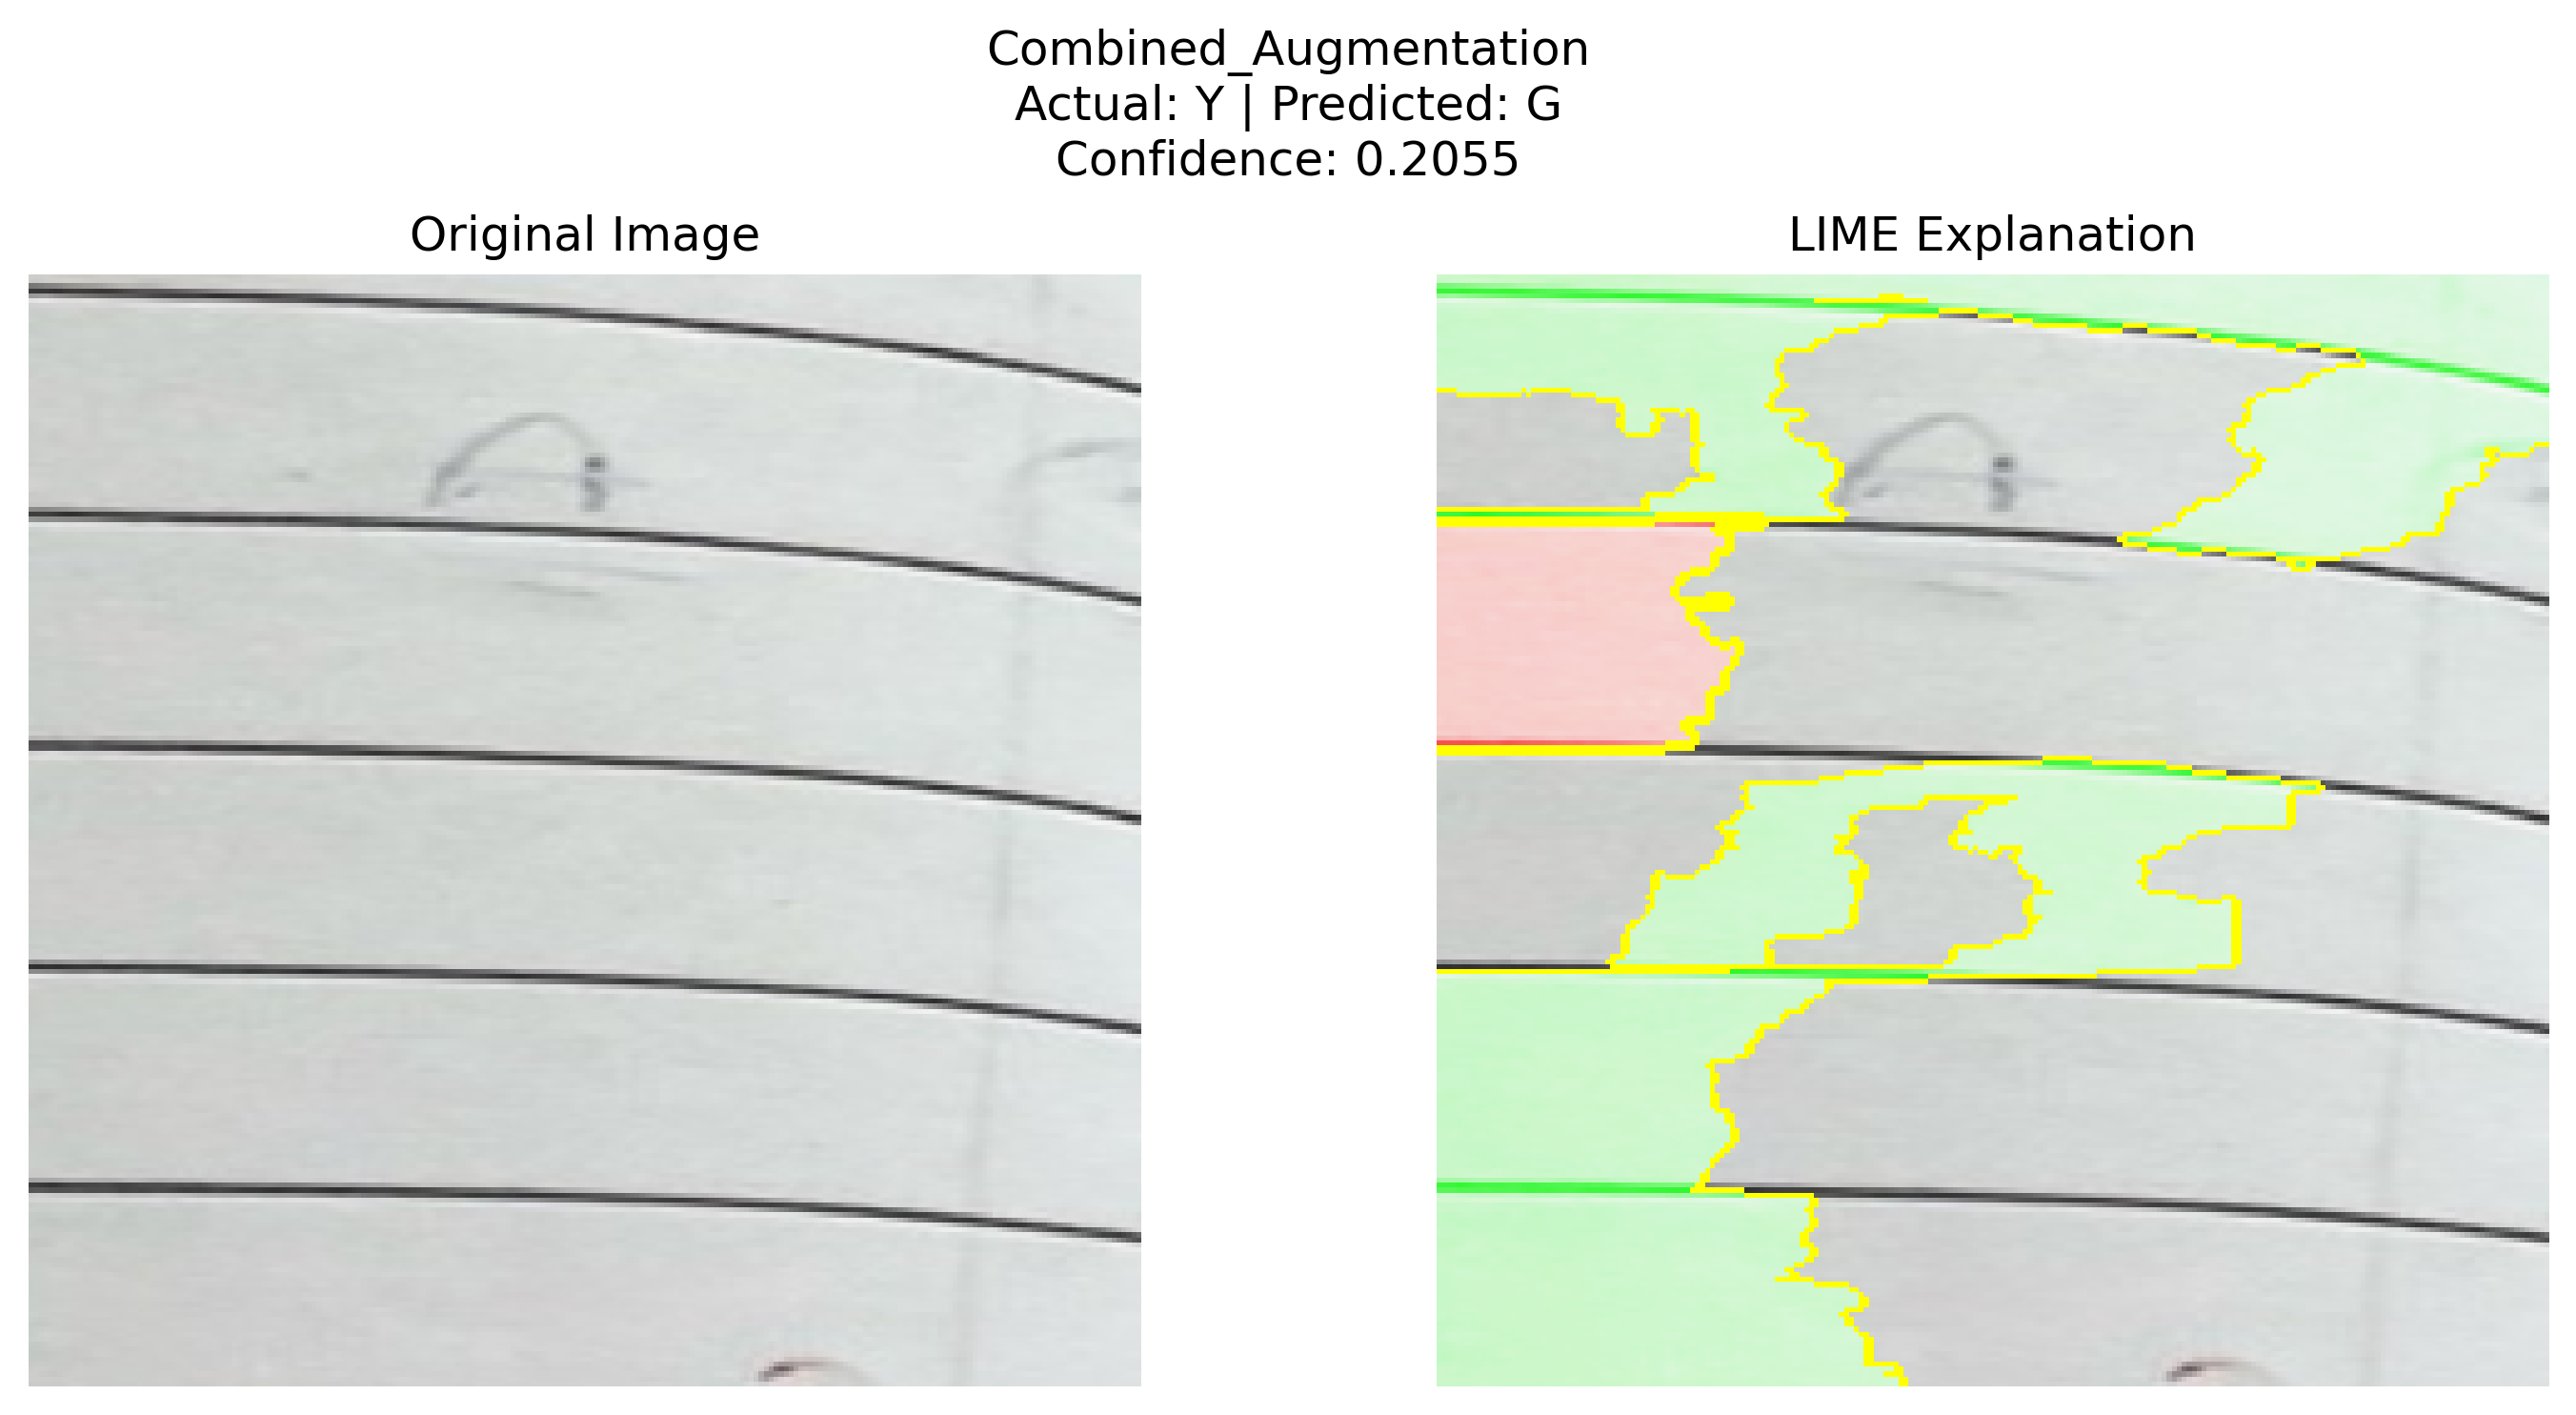 Combined_Augmentation
Actual: Y | Predicted: G
Confidence: 0.2055
Original Image
LIME Explanation